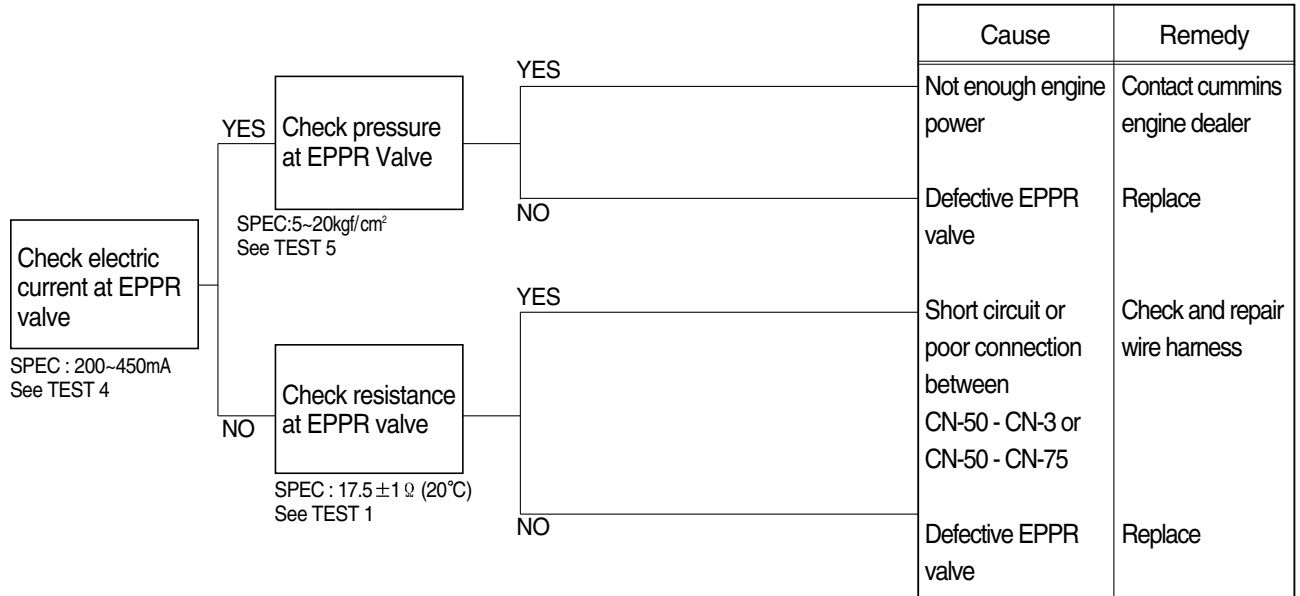 Check electric
current at EPPR
valve
SPEC : 200~450mA
See TEST 4
YES
Check pressure
at EPPR Valve
SPEC:5~20kgf/cm²
See TEST 5
NO
Check resistance
at EPPR valve
SPEC : 17.5±1 Ω (20℃)
See TEST 1
YES
NO
YES
NO
Cause
Remedy
Not enough engine
power
Contact cummins
engine dealer
Defective EPPR
valve
Replace
Short circuit or
poor connection
between
CN-50 - CN-3 or
CN-50 - CN-75
Check and repair
wire harness
Defective EPPR
valve
Replace